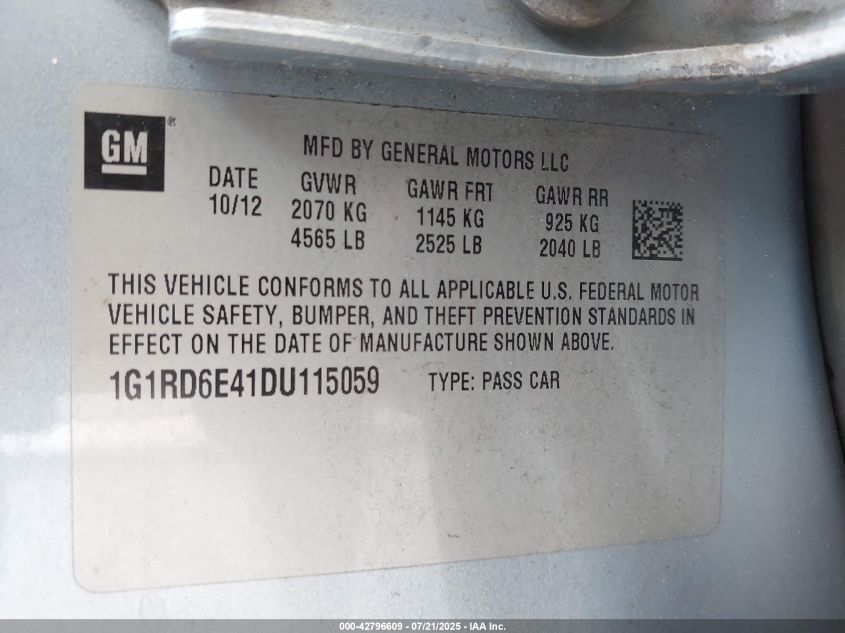 GM®
MFD BY GENERAL MOTORS LLC
DATE GVWR GAWR FRT GAWR RR
10/12 2070 KG 1145 KG 925 KG
4565 LB 2525 LB 2040 LB
THIS VEHICLE CONFORMS TO ALL APPLICABLE U.S. FEDERAL MOTOR
VEHICLE SAFETY, BUMPER, AND THEFT PREVENTION STANDARDS IN
EFFECT ON THE DATE OF MANUFACTURE SHOWN ABOVE.
1G1RD6E41DU115059 TYPE: PASS CAR
000-42796609 - 07/21/2025 - IAA Inc.